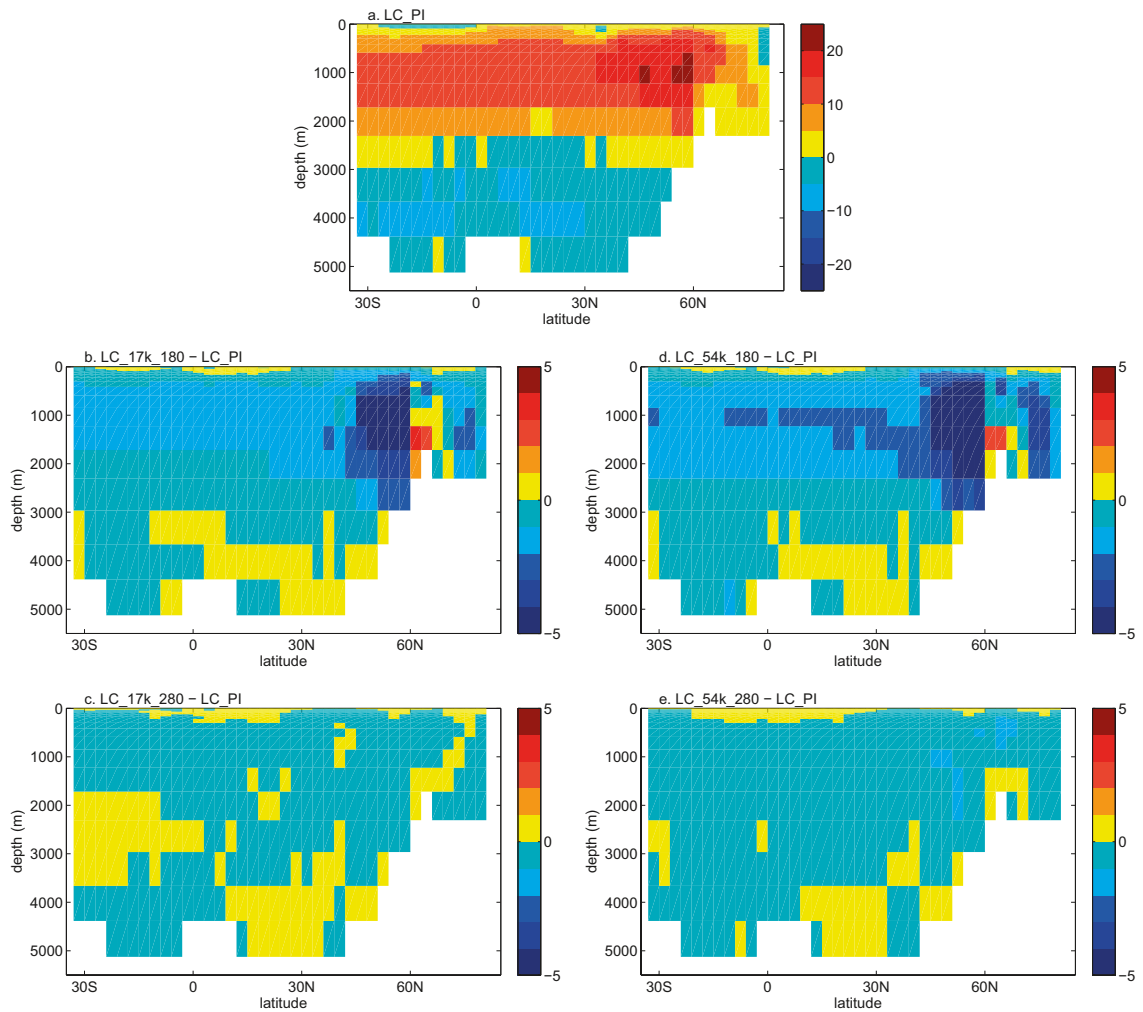 a. LC_PI
0
1000
2000
3000
4000
5000
depth (m)
30S
0
30N
60N
latitude
20
10
0
−10
−20
b. LC_17k_180 − LC_PI
0
1000
2000
3000
4000
5000
depth (m)
30S
0
30N
60N
latitude
5
0
−5
d. LC_54k_180 − LC_PI
0
1000
2000
3000
4000
5000
depth (m)
30S
0
30N
60N
latitude
5
0
−5
c. LC_17k_280 − LC_PI
0
1000
2000
3000
4000
5000
depth (m)
30S
0
30N
60N
latitude
5
0
−5
e. LC_54k_280 − LC_PI
0
1000
2000
3000
4000
5000
depth (m)
30S
0
30N
60N
latitude
5
0
−5